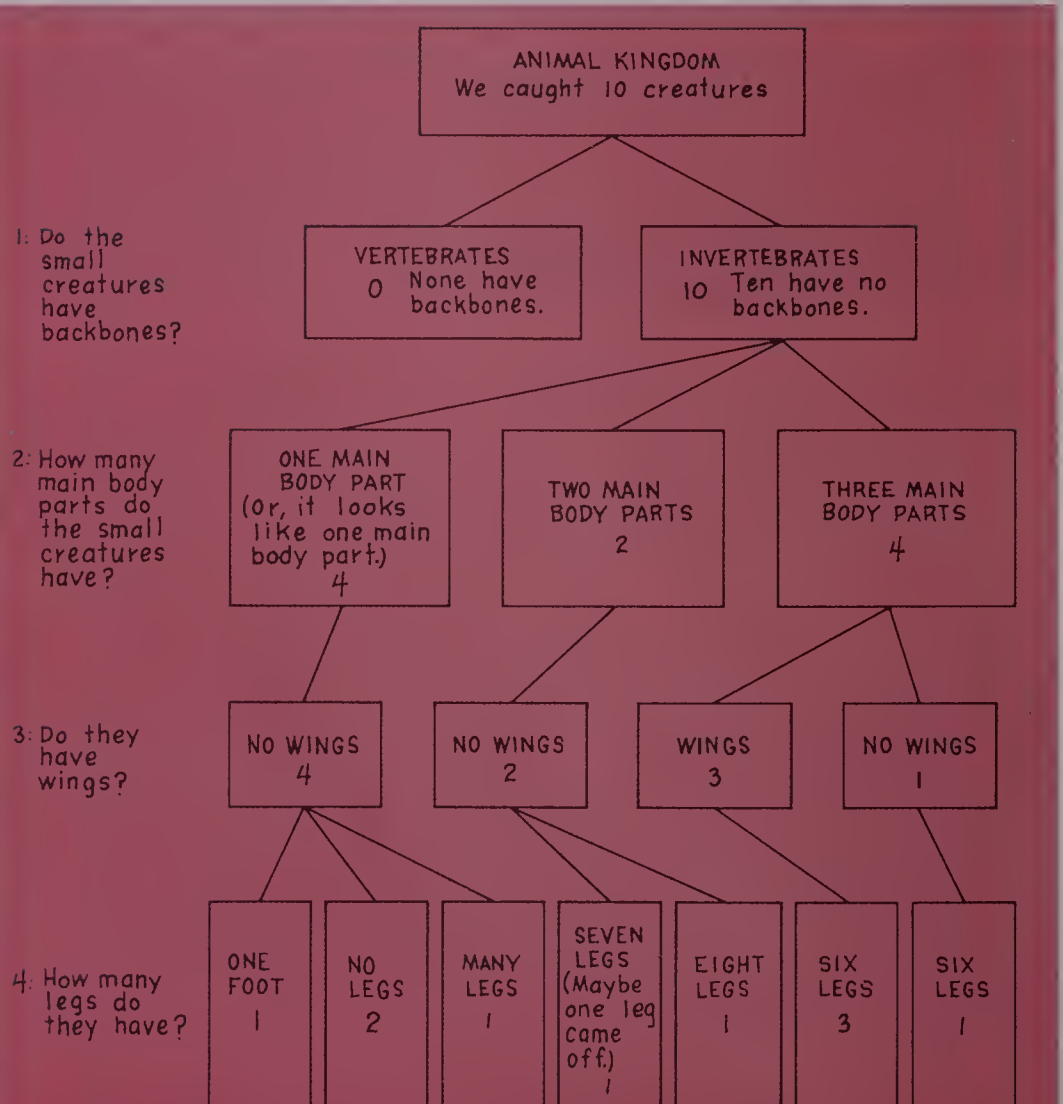 ANIMAL KINGDOM
We caught 10 creatures
1: Do the
small
creatures
have
backbones?
VERTEBRATES
0 None have
backbones.
INVERTEBRATES
10 Ten have no
backbones.
2: How many
main body
parts do
the small
creatures
have?
ONE MAIN
BODY PART
(Or, it looks
like one main
body part.)
4
TWO MAIN
BODY PARTS
2
THREE MAIN
BODY PARTS
4
3: Do they
have
wings?
NO WINGS
4
NO WINGS
2
WINGS
3
NO WINGS
1
4: How many
legs do
they have?
ONE
FOOT
1
NO
LEGS
2
MANY
LEGS
1
SEVEN
LEGS
(Maybe
one leg
came
off.)
1
EIGHT
LEGS
1
SIX
LEGS
3
SIX
LEGS
1